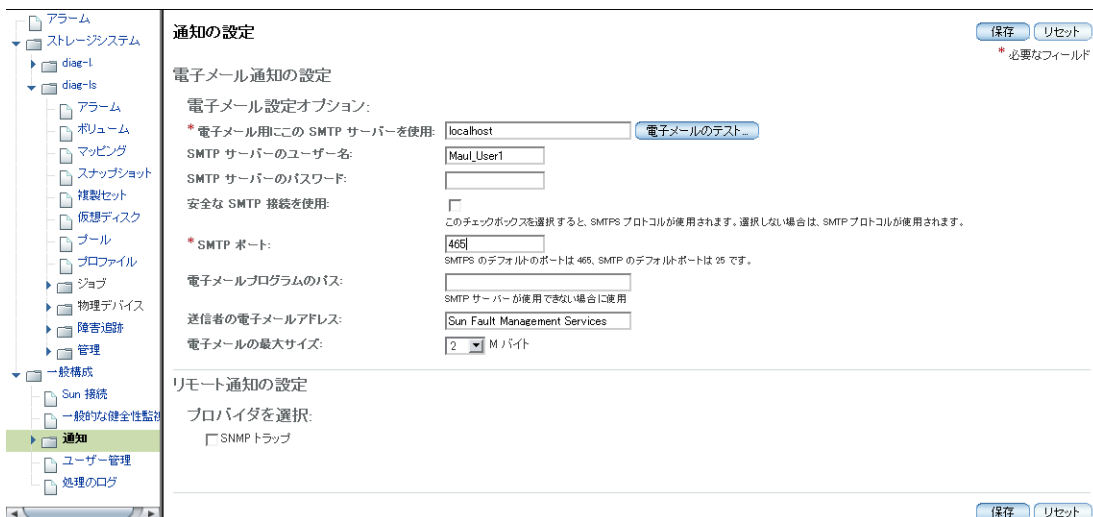 アラーム
ストレージシステム
diag-l
diag-ls
アラーム
ボリューム
マッピング
スナップショット
複製セット
仮想ディスク
プール
プロファイル
ジョブ
物理デバイス
障害追跡
管理
一般構成
Sun 接続
一般的な健全性監視
通知
ユーザー管理
処理のログ
通知の設定
保存 リセット
* 必要なフィールド
電子メール通知の設定
電子メール設定オプション:
* 電子メール用にこの SMTP サーバーを使用: localhost 電子メールのテスト...
SMTP サーバーのユーザー名: Maul_User1
SMTP サーバーのパスワード:
安全な SMTP 接続を使用:
このチェックボックスを選択すると、SMTPS プロトコルが使用されます。選択しない場合は、SMTP プロトコルが使用されます。
* SMTP ポート: 465
SMTPS のデフォルトのポートは 465、SMTP のデフォルトポートは 25 です。
電子メールプログラムのパス:
SMTP サーバーが使用できない場合に使用
送信者の電子メールアドレス: Sun Fault Management Services
電子メールの最大サイズ: 2 M バイト
リモート通知の設定
プロバイダを選択:
SNMP トラップ
保存 リセット